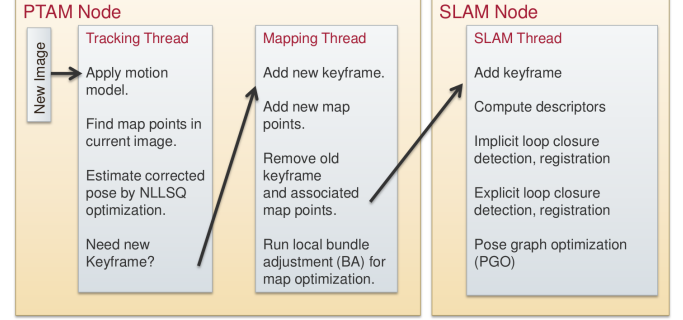 PTAM Node
New Image
Tracking Thread
Apply motion
model.
Find map points in
current image.
Estimate corrected
pose by NLLSQ
optimization.
Need new
Keyframe?
Mapping Thread
Add new keyframe.
Add new map
points.
Remove old
keyframe
and associated
map points.
Run local bundle
adjustment (BA) for
map optimization.
SLAM Node
SLAM Thread
Add keyframe
Compute descriptors
Implicit loop closure
detection, registration
Explicit loop closure
detection, registration
Pose graph optimization
(PGO)